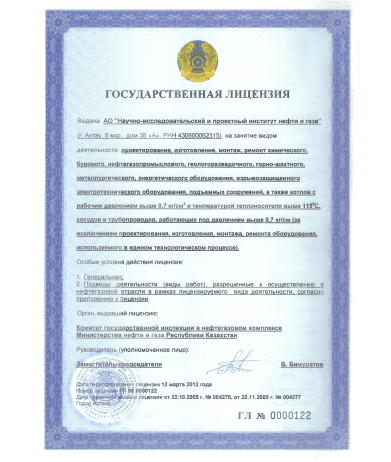 ГОСУДАРСТВЕННАЯ ЛИЦЕНЗИЯ
Выдана АО "Научно-исследовательский и проектный институт нефти и газа"
(г. Актау, 8 мкр., дом 38 «А», РНН 430600062315) на занятие видом
деятельности: проектирование, изготовления, монтаж, ремонт химического,
бурового, нефтегазопромыслового, геологоразведочного, горно-шахтного,
металлургического, энергетического оборудования, взрывозащищенного
электротехнического оборудования, подъемных сооружений, а также котлов с
рабочим давлением выше 0,7 кг/см² и температурой теплоносителя выше 115°С,
сосудов и трубопроводов, работающих под давлением выше 0,7 кг/см (за
исключением проектирования, изготовления, монтажа, ремонта оборудования,
используемого в едином технологическом процессе).
Особые условия действия лицензии:
1. Генеральная;
2. Подвиды деятельности (виды работ), разрешенные к осуществлению в
нефтегазовой отрасли в рамках лицензируемого вида деятельности, согласно
приложению к лицензии.
Орган, выдавший лицензию:
Комитет государственной инспекции в нефтегазовом комплексе
Министерства нефти и газа Республики Казахстан
Руководитель (уполномоченное лицо):
Заместитель председателя Б. Бимуратов
Дата переоформления лицензии 12 марта 2012 года
Номер лицензии ГЛ № 0000122
Дата первичной выдачи лицензии от 22.10.2005 г. № 004276, от 22.11.2005 г. № 004277
Город Астана
ГЛ № 0000122